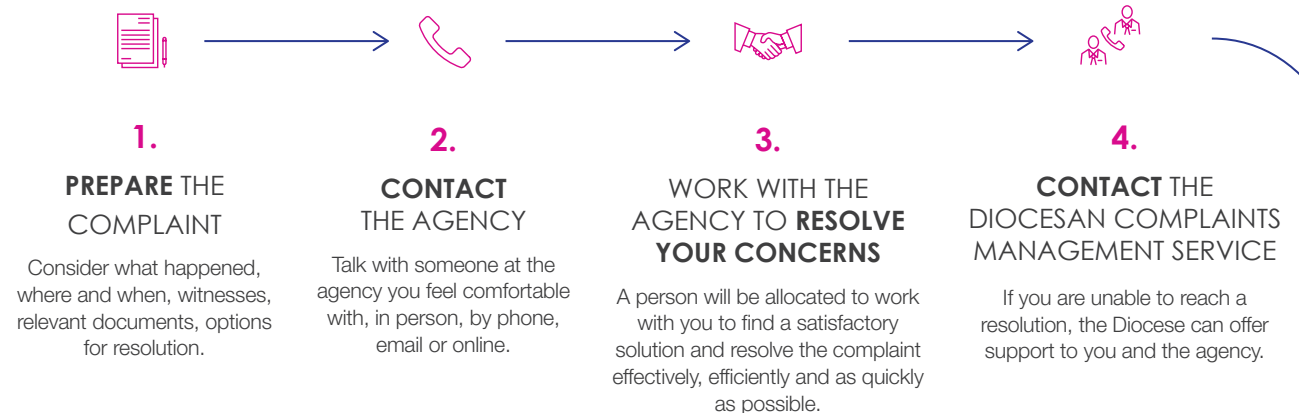 1.
PREPARE THE
COMPLAINT
Consider what happened,
where and when, witnesses,
relevant documents, options
for resolution.
2.
CONTACT
THE AGENCY
Talk with someone at the
agency you feel comfortable
with, in person, by phone,
email or online.
3.
WORK WITH THE
AGENCY TO RESOLVE
YOUR CONCERNS
A person will be allocated to work
with you to find a satisfactory
solution and resolve the complaint
effectively, efficiently and as quickly
as possible.
4.
CONTACT THE
DIOCESAN COMPLAINTS
MANAGEMENT SERVICE
If you are unable to reach a
resolution, the Diocese can offer
support to you and the agency.